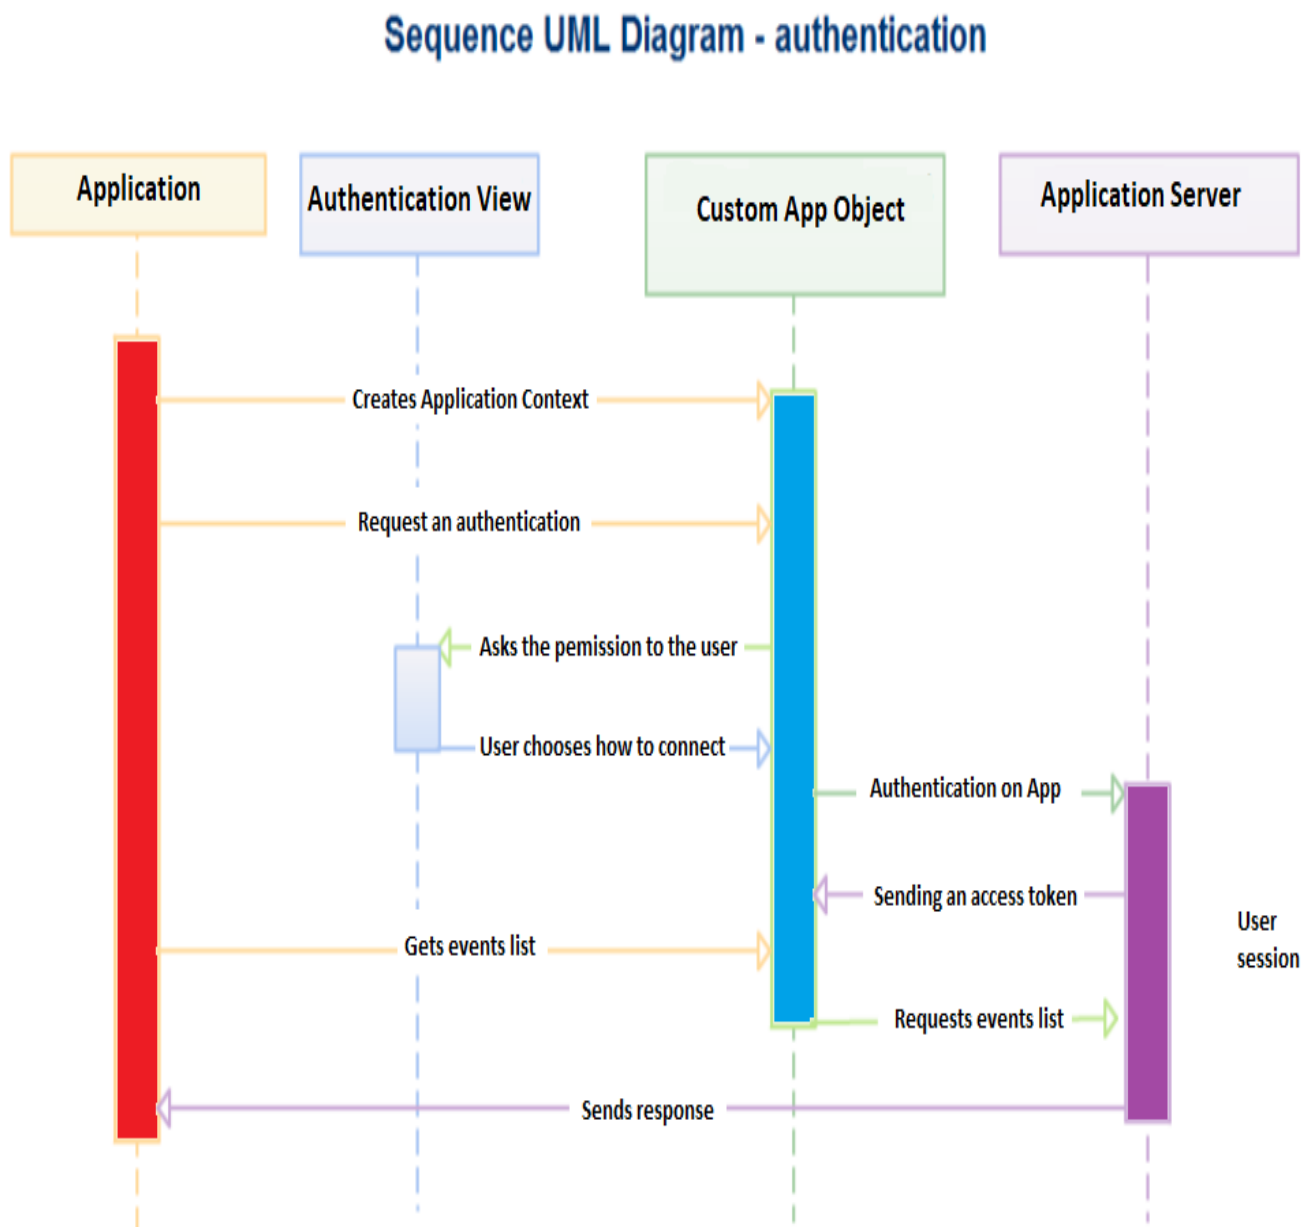 Sequence UML Diagram - authentication
Application
Authentication View
Custom App Object
Application Server
Creates Application Context
Request an authentication
Asks the pemission to the user
User chooses how to connect
Authentication on App
Sending an access token
User
session
Gets events list
Requests events list
Sends response